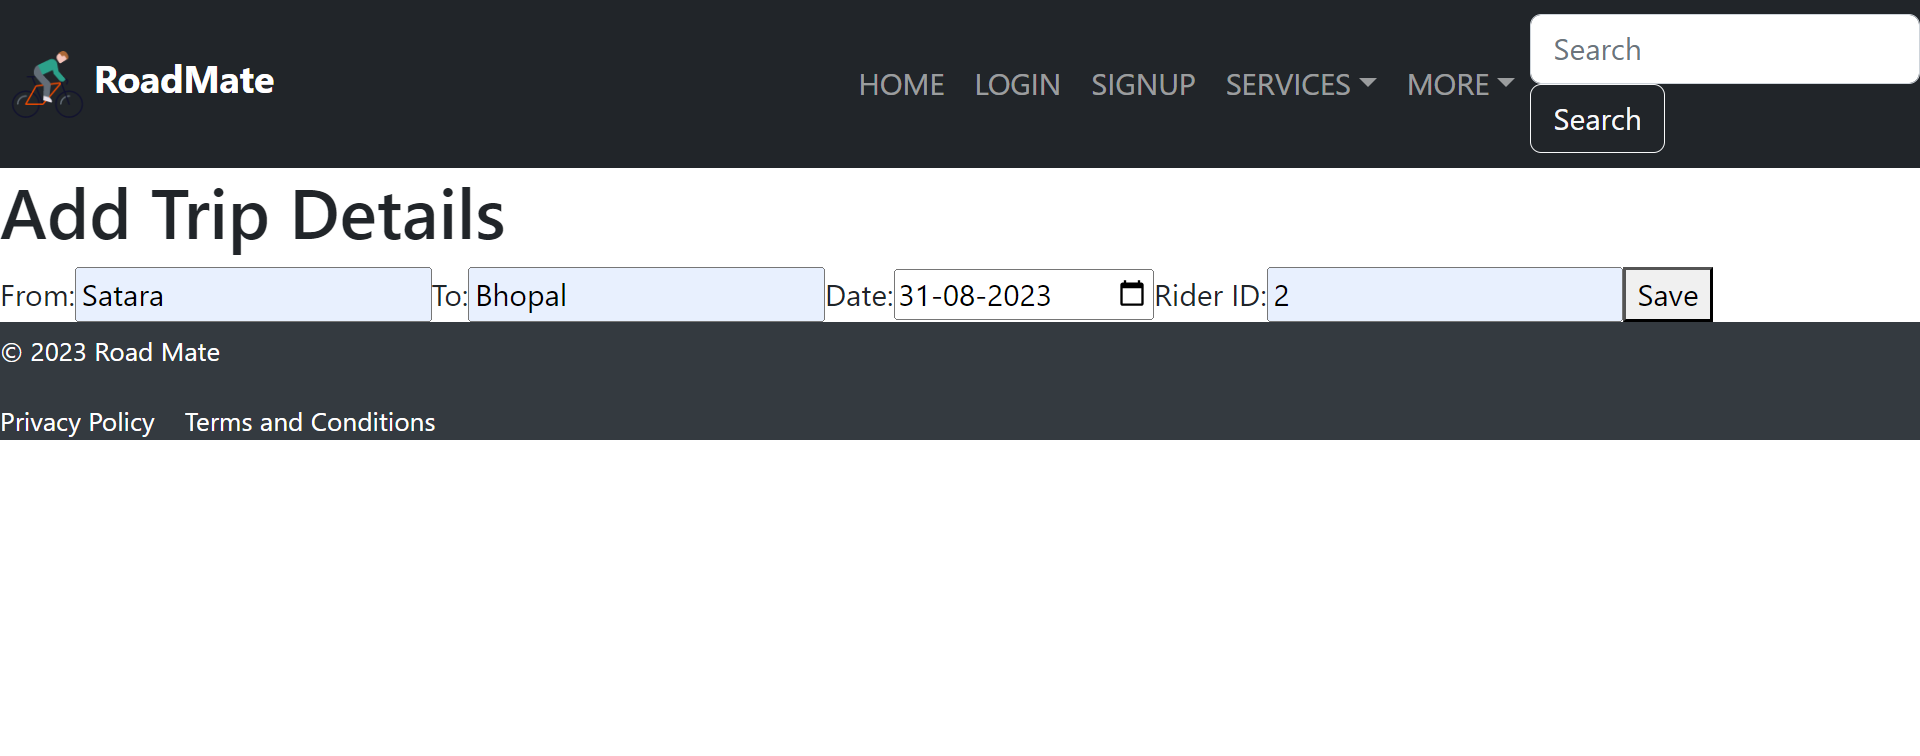 RoadMate
HOME LOGIN SIGNUP SERVICES MORE
Search
Search
Add Trip Details
From: Satara To: Bhopal Date: 31-08-2023 Rider ID: 2 Save
© 2023 Road Mate
Privacy Policy Terms and Conditions